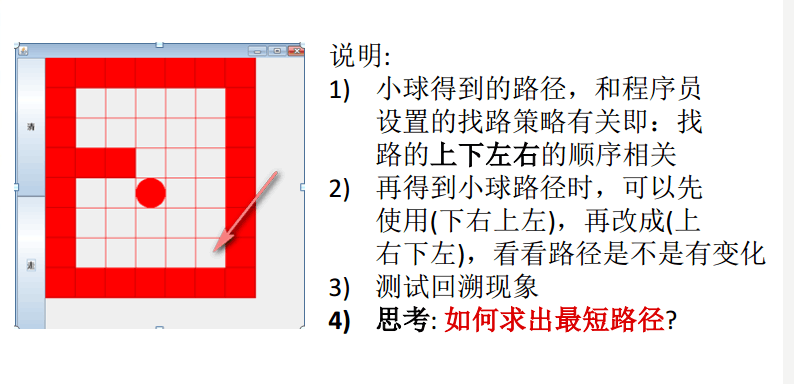 说明:
1) 小球得到的路径，和程序员
设置的找路策略有关即：找
路的上下左右的顺序相关
2) 再得到小球路径时，可以先
使用(下右上左)，再改成(上
右下左)，看看路径是不是有变化
3) 测试回溯现象
4) 思考: 如何求出最短路径?
清
走